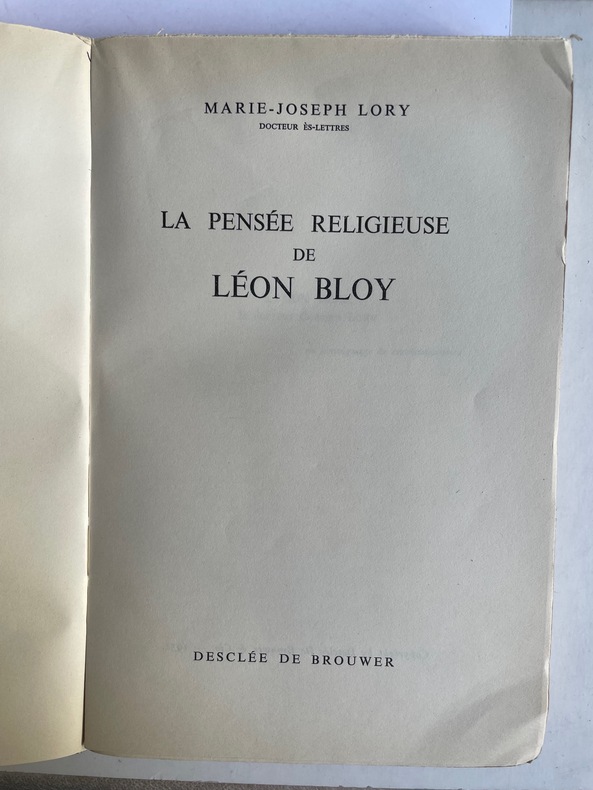 MARIE-JOSEPH LORY
DOCTEUR ÈS-LETTRES
LA PENSÉE RELIGIEUSE
DE
LÉON BLOY
DESCLÉE DE BROUWER